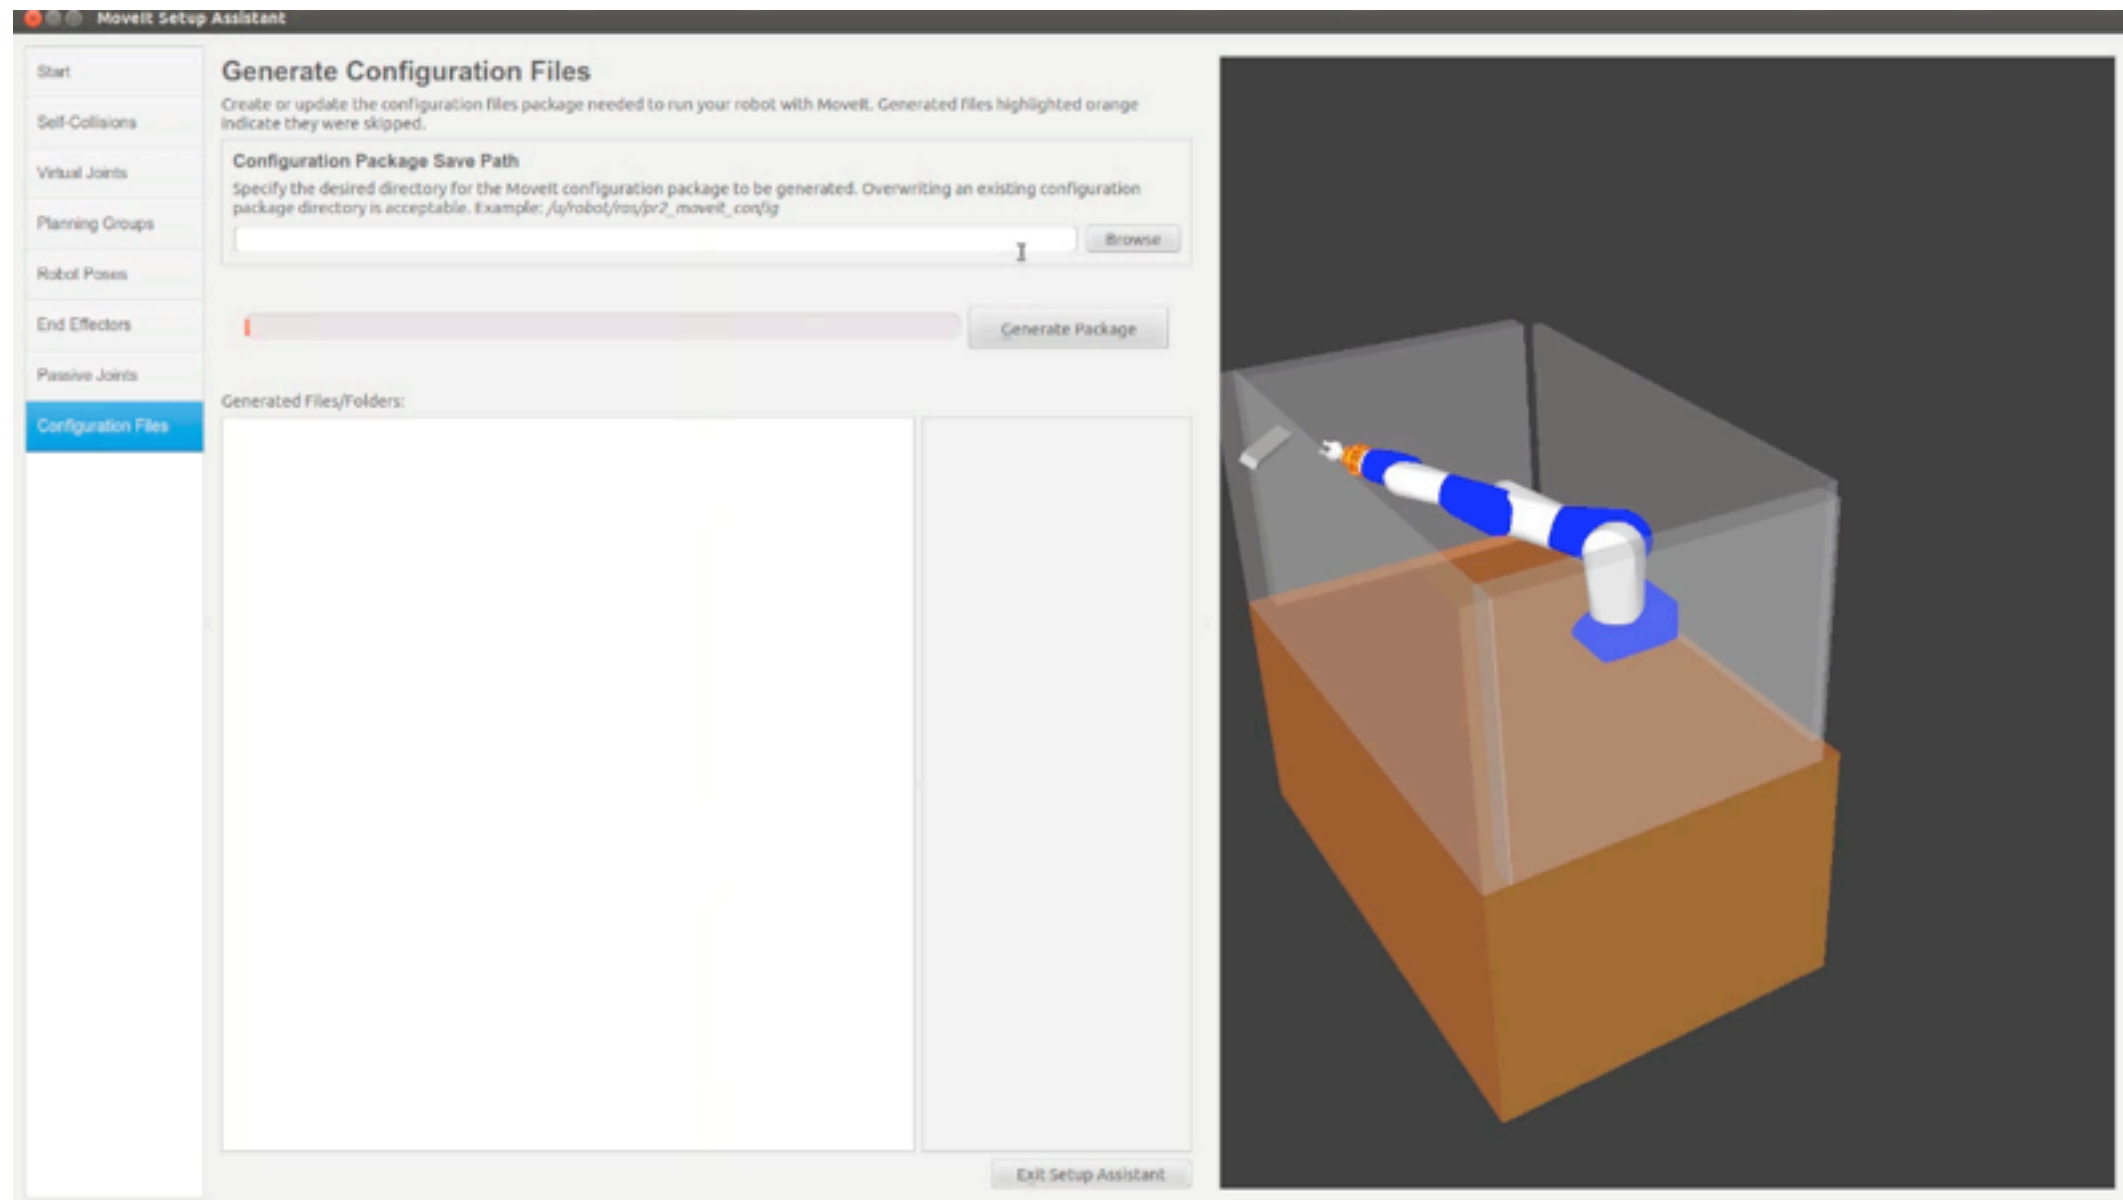 MoveIt Setup Assistant
Start
Self-Collisions
Virtual Joints
Planning Groups
Robot Poses
End Effectors
Passive Joints
Configuration Files
Generate Configuration Files
Create or update the configuration files package needed to run your robot with MoveIt. Generated files highlighted orange
indicate they were skipped.
Configuration Package Save Path
Specify the desired directory for the MoveIt configuration package to be generated. Overwriting an existing configuration
package directory is acceptable. Example: /u/robot/ros/pr2_moveit_config
Browse
Generate Package
Generated Files/Folders:
Exit Setup Assistant